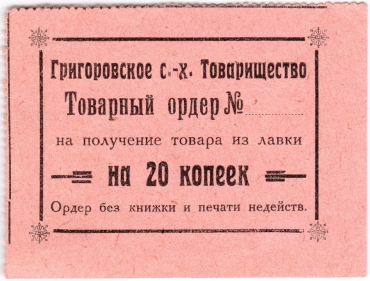 Григоровское с.-х. Товарищество
Товарный ордер №
на получение товара из лавки
на 20 копеек
Ордер без книжки и печати недейств.